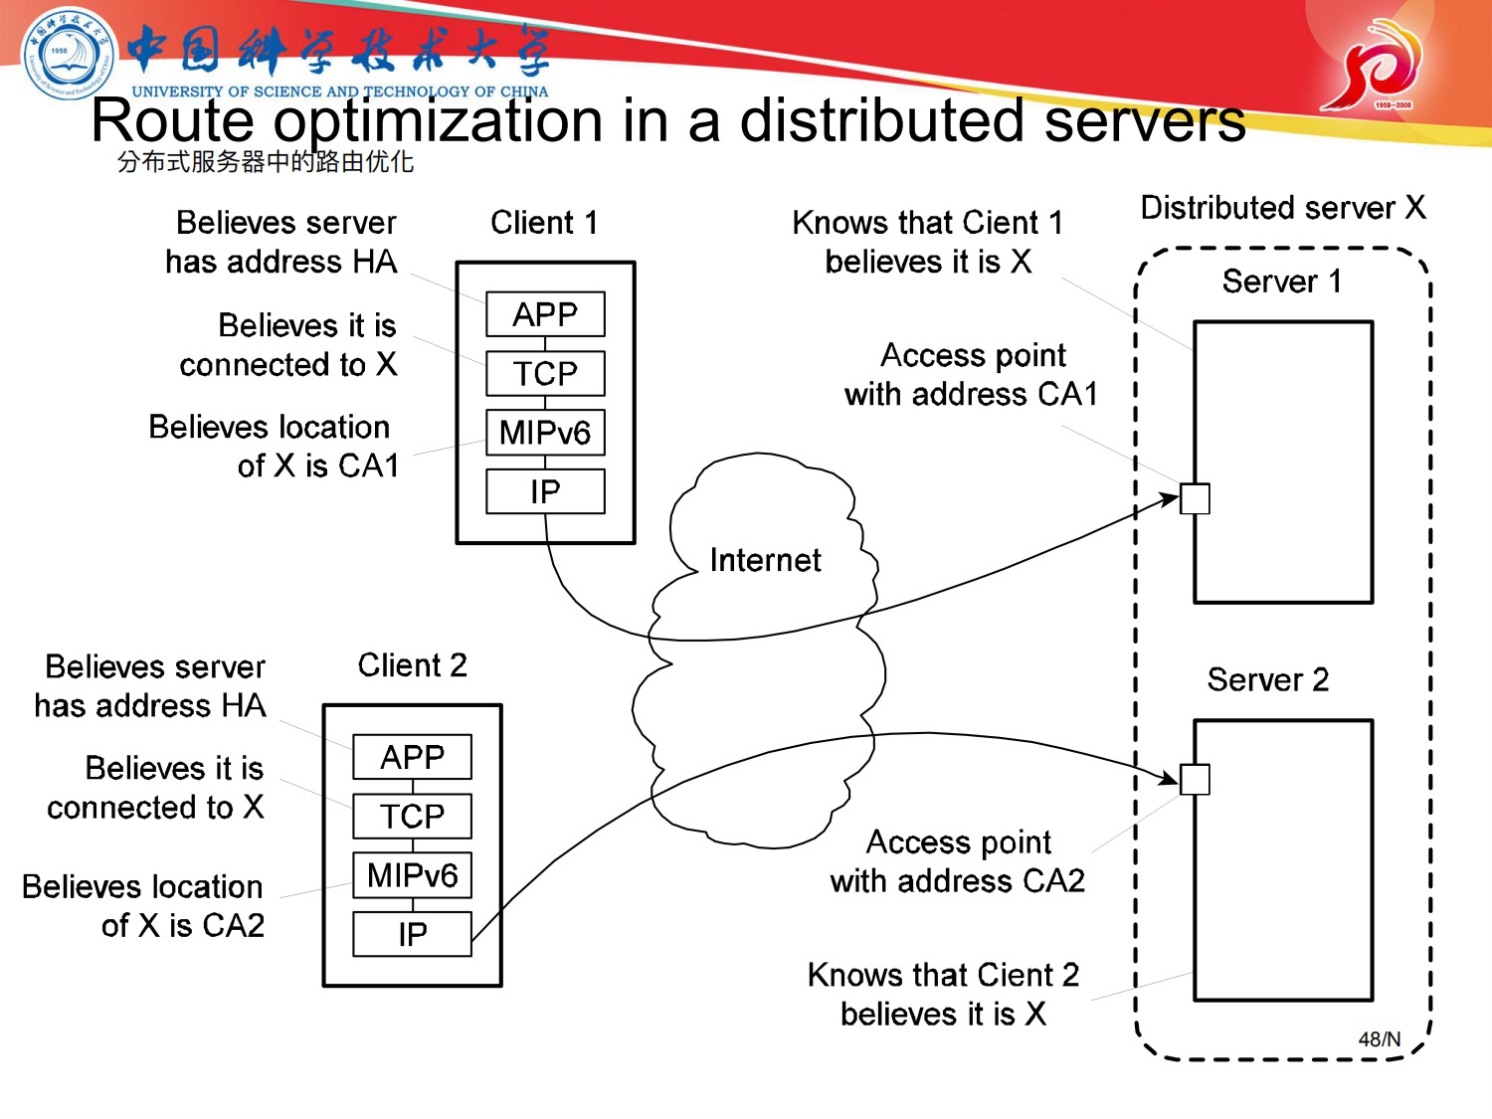 中国科学技术大学
1958
UNIVERSITY OF SCIENCE AND TECHNOLOGY OF CHINA
1958-2008
Route optimization in a distributed servers
分布式服务器中的路由优化
Believes server
has address HA
Believes it is
connected to X
Believes location
of X is CA1
Client 1
APP
TCP
MIPv6
IP
Knows that Cient 1
believes it is X
Access point
with address CA1
Distributed server X
Server 1
Internet
Believes server
has address HA
Believes it is
connected to X
Believes location
of X is CA2
Client 2
APP
TCP
MIPv6
IP
Server 2
Access point
with address CA2
Knows that Cient 2
believes it is X
48/N